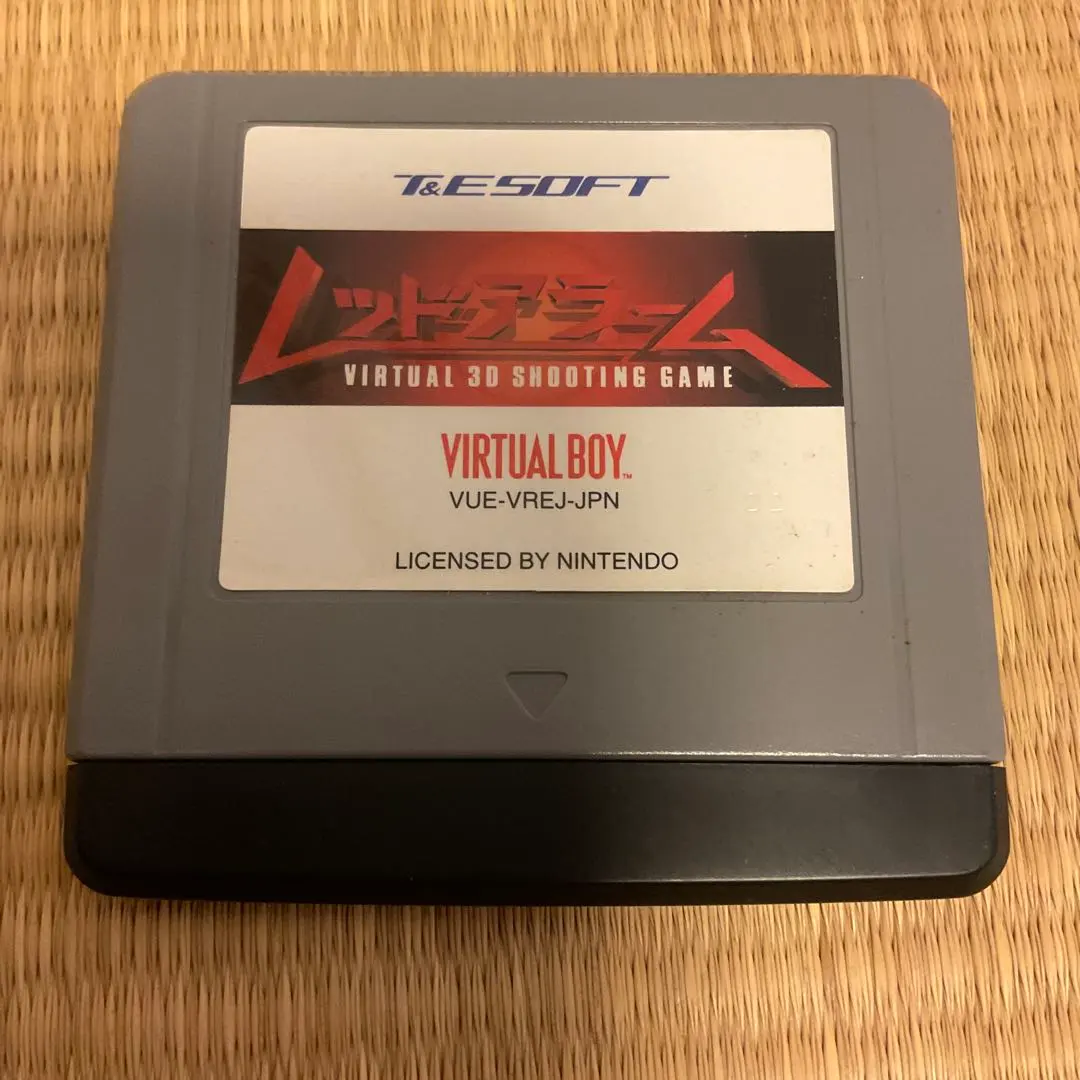 T&E SOFT
レッドアラーム
VIRTUAL 3D SHOOTING GAME
VIRTUAL BOY™
VUE-VREJ-JPN
LICENSED BY NINTENDO